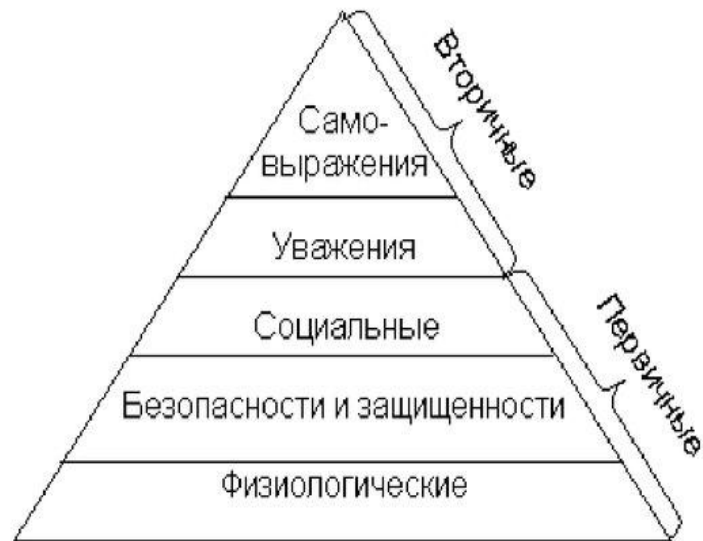 Само-
выражения
Уважения
Социальные
Безопасности и защищенности
Физиологические
Вторичные
Первичные